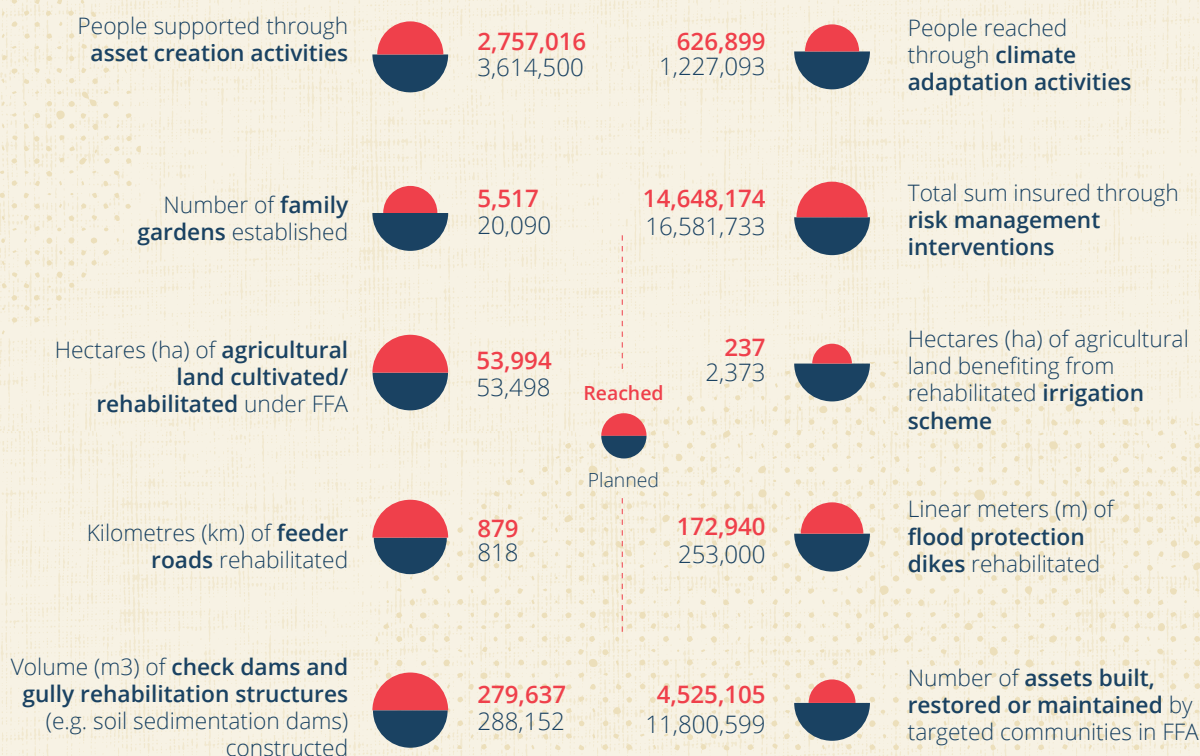 People supported through
asset creation activities
2,757,016
3,614,500
626,899
1,227,093
People reached
through climate
adaptation activities
Number of family
gardens established
5,517
20,090
14,648,174
16,581,733
Total sum insured through
risk management
interventions
Hectares (ha) of agricultural
land cultivated/
rehabilitated under FFA
53,994
53,498
237
2,373
Hectares (ha) of agricultural
land benefiting from
rehabilitated irrigation
scheme
Reached
Planned
Kilometres (km) of feeder
roads rehabilitated
879
818
172,940
253,000
Linear meters (m) of
flood protection
dikes rehabilitated
Volume (m3) of check dams and
gully rehabilitation structures
(e.g. soil sedimentation dams)
constructed
279,637
288,152
4,525,105
11,800,599
Number of assets built,
restored or maintained by
targeted communities in FFA